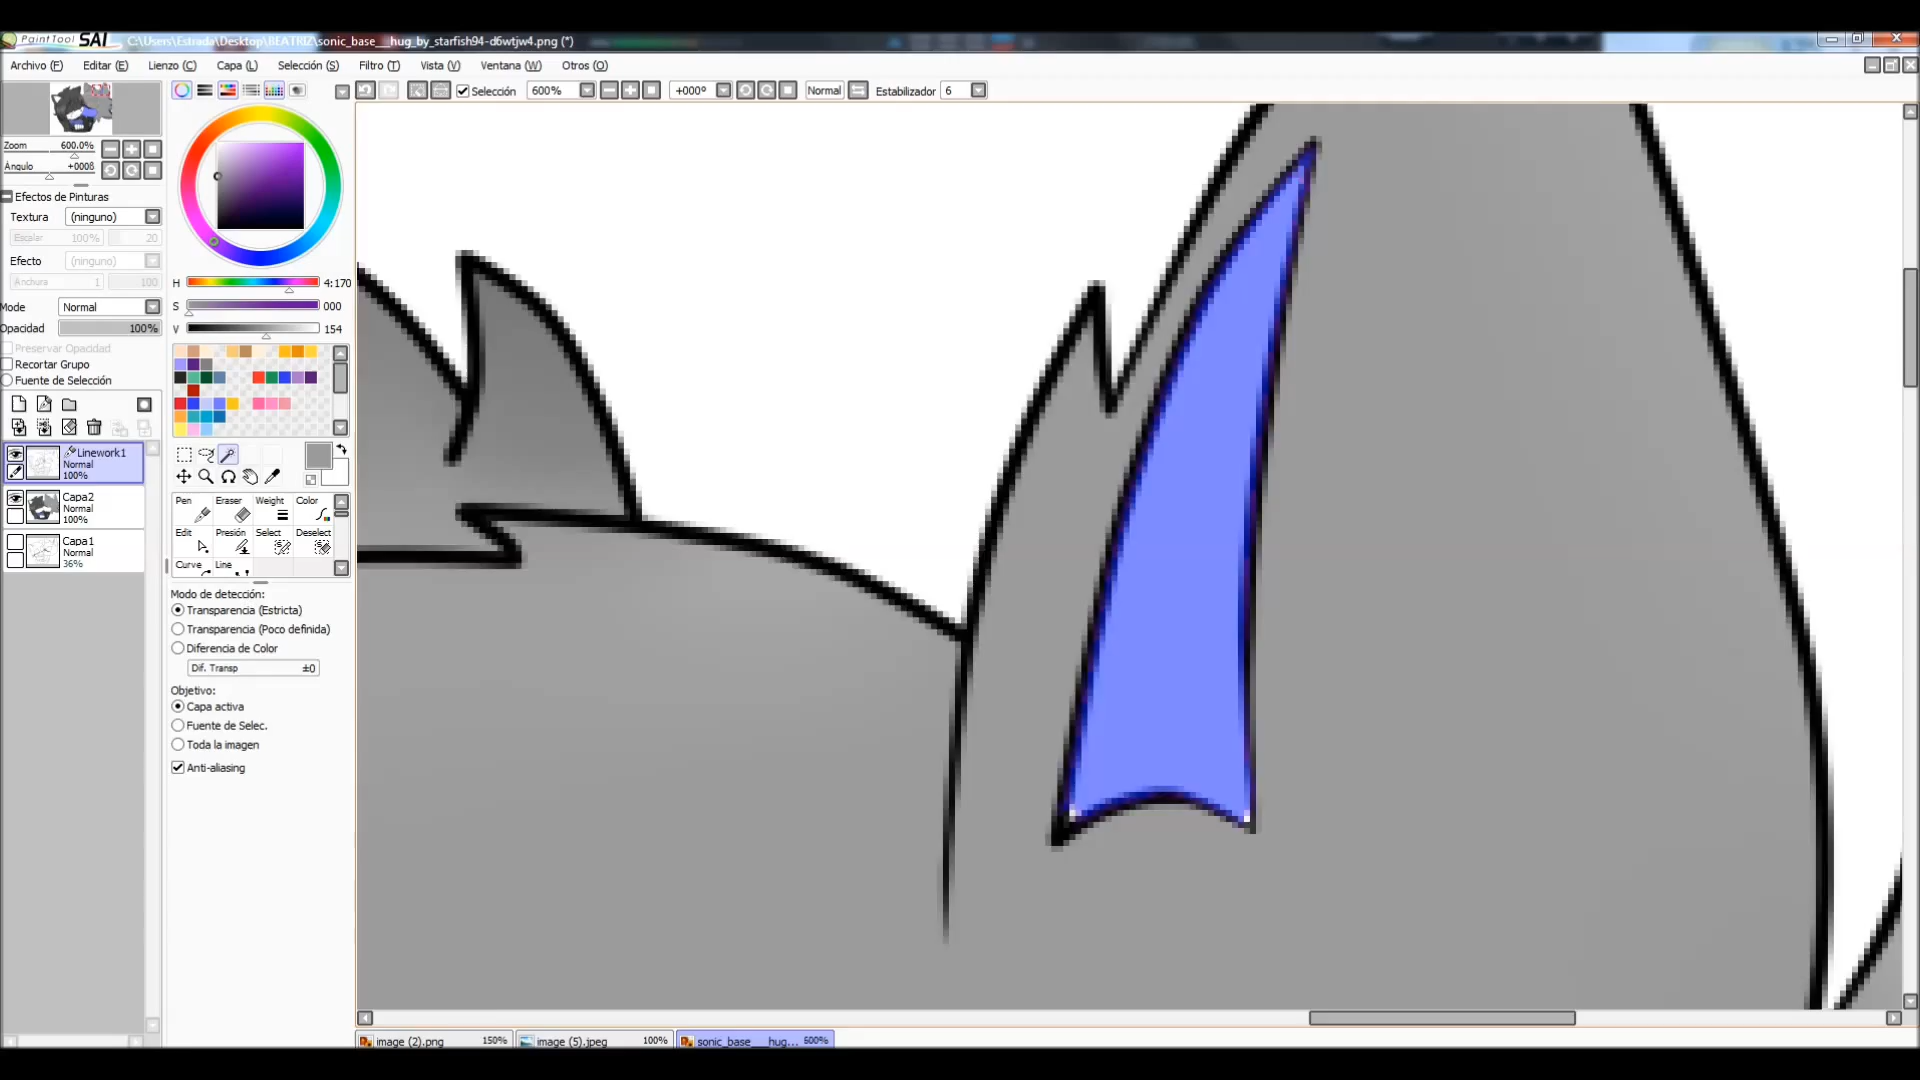 PaintTool SAI C:\Users\Estrada\Desktop\BEATRIZ\sonic_base__hug_by_starfish94-d6wtjw4.png (*)
Archivo (F) Editar (E) Lienzo (C) Capa (L) Selección (S) Filtro (T) Vista (V) Ventana (W) Otros (O)
Selección 600% +000º Normal Estabilizador 6
Zoom 600.0%
Ángulo +000ß
Efectos de Pinturas
Textura (ninguno)
Escalar 100% 20
Efecto (ninguno)
Anchura 1 100
Mode Normal
Opacidad 100%
Preservar Opacidad
Recortar Grupo
Fuente de Selección
Linework1
Normal
100%
Capa2
Normal
100%
Capa1
Normal
36%
H 4:170
S 000
V 154
Pen Eraser Weight Color
Edit Presión Select Deselect
Curve Line
Modo de detección:
Transparencia (Estricta)
Transparencia (Poco definida)
Diferencia de Color
Dif. Transp ±0
Objetivo:
Capa activa
Fuente de Selec.
Toda la imagen
Anti-aliasing
image (2).png 150% image (5).jpeg 100% sonic_base__hug... 600%